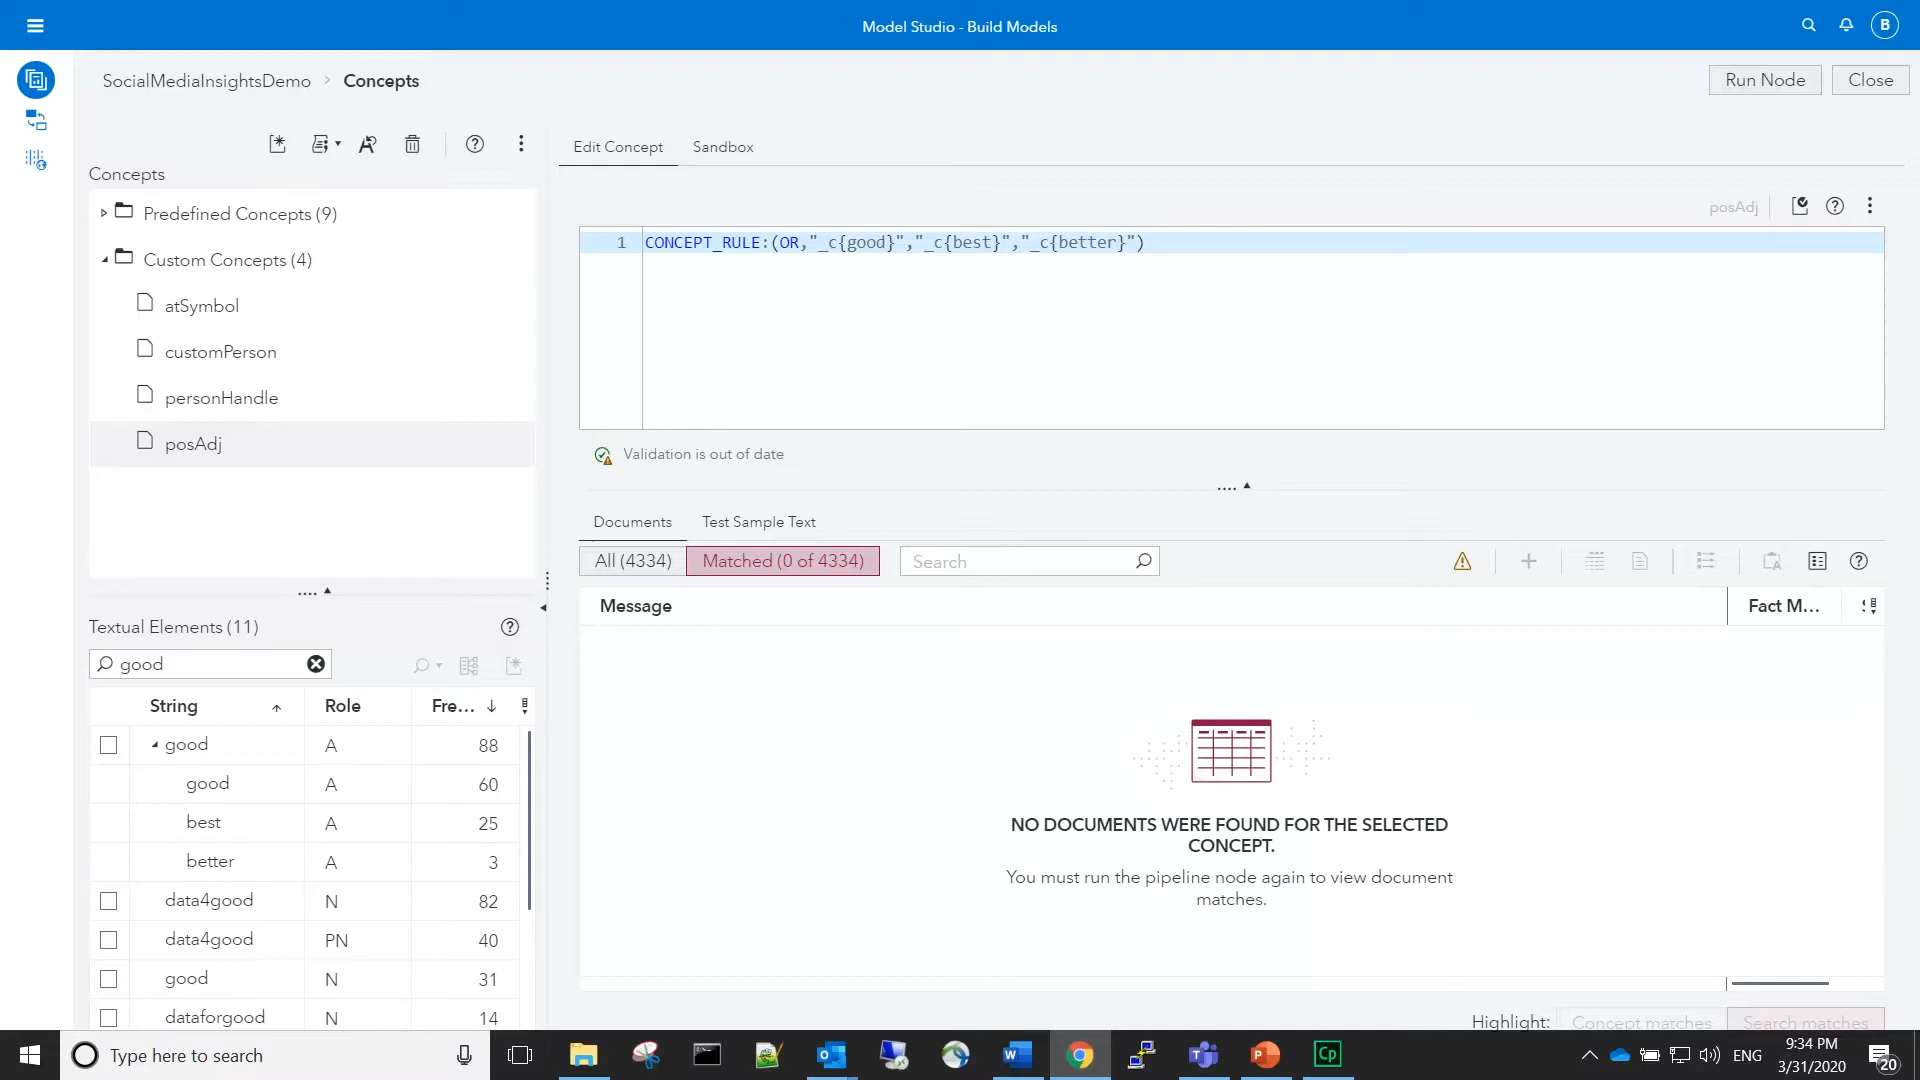 Model Studio - Build Models
B
SocialMediaInsightsDemo > Concepts
Run Node
Close
Concepts
Predefined Concepts (9)
Custom Concepts (4)
atSymbol
customPerson
personHandle
posAdj
Edit Concept
Sandbox
posAdj
1 CONCEPT_RULE:(OR,"_c{good}","_c{best}","_c{better}")
Validation is out of date
Documents
Test Sample Text
All (4334)
Matched (0 of 4334)
Search
Message
Fact M...
NO DOCUMENTS WERE FOUND FOR THE SELECTED
CONCEPT.
You must run the pipeline node again to view document
matches.
Highlight:
Concept matches
Search matches
Textual Elements (11)
good
String Role Fre...
good A 88
good A 60
best A 25
better A 3
data4good N 82
data4good PN 40
good N 31
dataforgood N 14
Type here to search
Cp
ENG
9:34 PM
3/31/2020
20